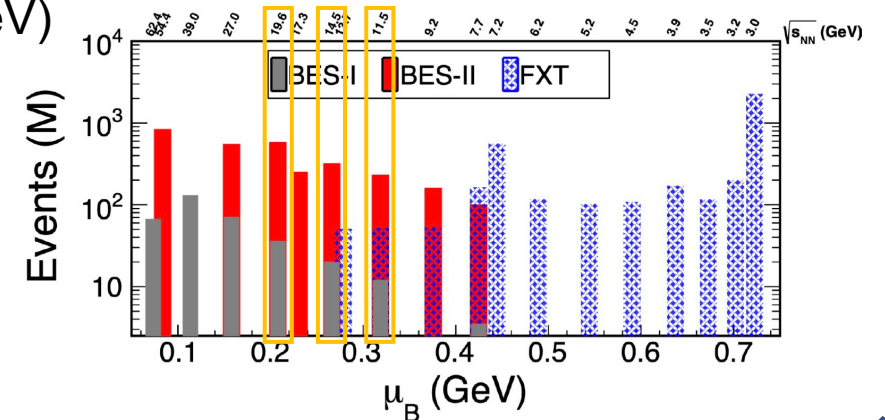 eV)
62.4 54.4 39.0 27.0 19.6 17.3 14.5 9.2 11.5 7.7 7.2 6.2 5.2 4.5 3.9 3.5 3.2 3.0 √sNN (GeV)
BES-I BES-II FXT
Events (M)
10⁴
10³
10²
10
0.1 0.2 0.3 0.4 0.5 0.6 0.7
μB (GeV)